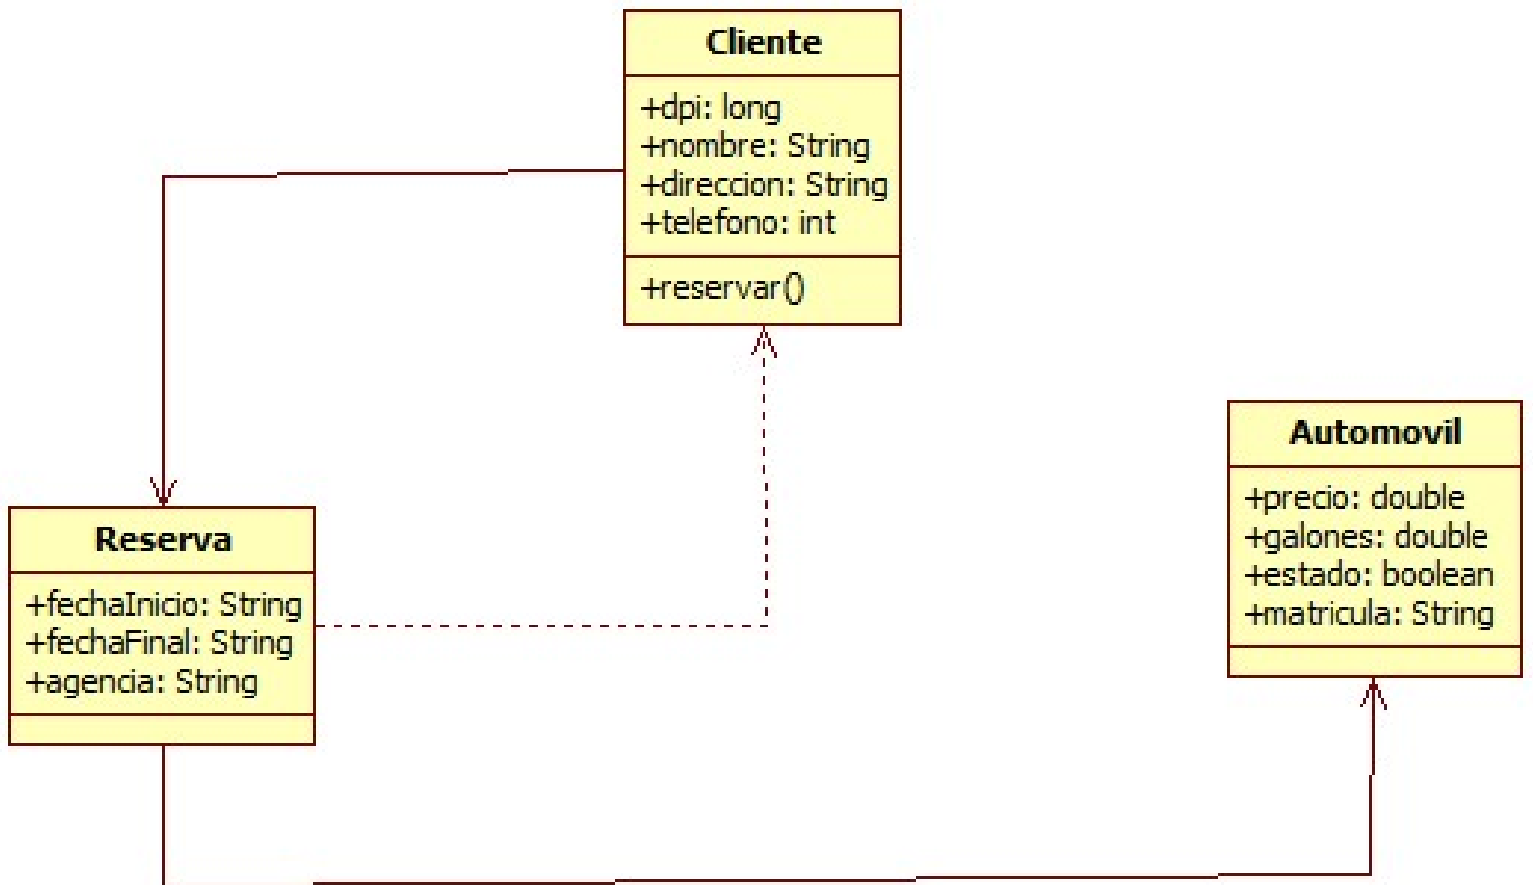 Cliente
+dpi: long
+nombre: String
+direccion: String
+telefono: int
+reservar()
Reserva
+fechaInicio: String
+fechaFinal: String
+agencia: String
Automovil
+precio: double
+galones: double
+estado: boolean
+matricula: String